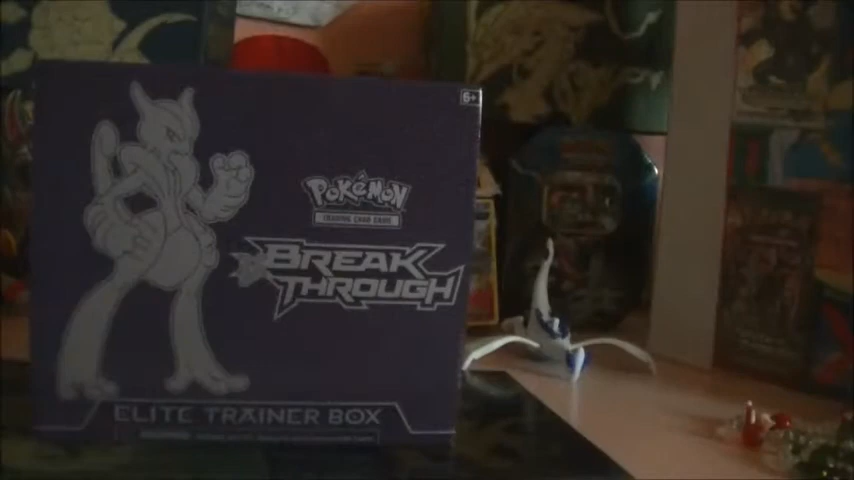 6+
POKÉMON
TRADING CARD GAME
BREAK
THROUGH
ELITE TRAINER BOX